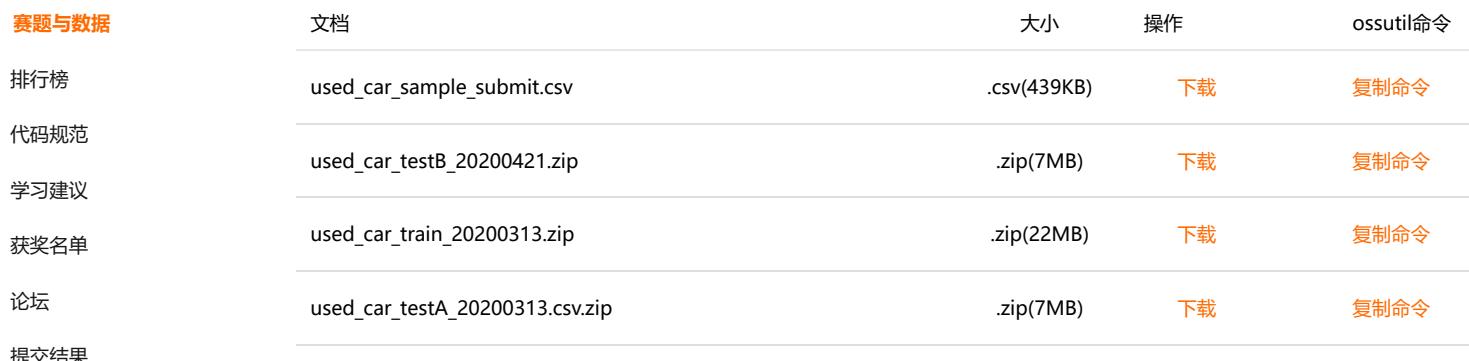 赛题与数据
排行榜
代码规范
学习建议
获奖名单
论坛
提交结果
文档 大小 操作 ossutil命令
used_car_sample_submit.csv .csv(439KB) 下载 复制命令
used_car_testB_20200421.zip .zip(7MB) 下载 复制命令
used_car_train_20200313.zip .zip(22MB) 下载 复制命令
used_car_testA_20200313.csv.zip .zip(7MB) 下载 复制命令